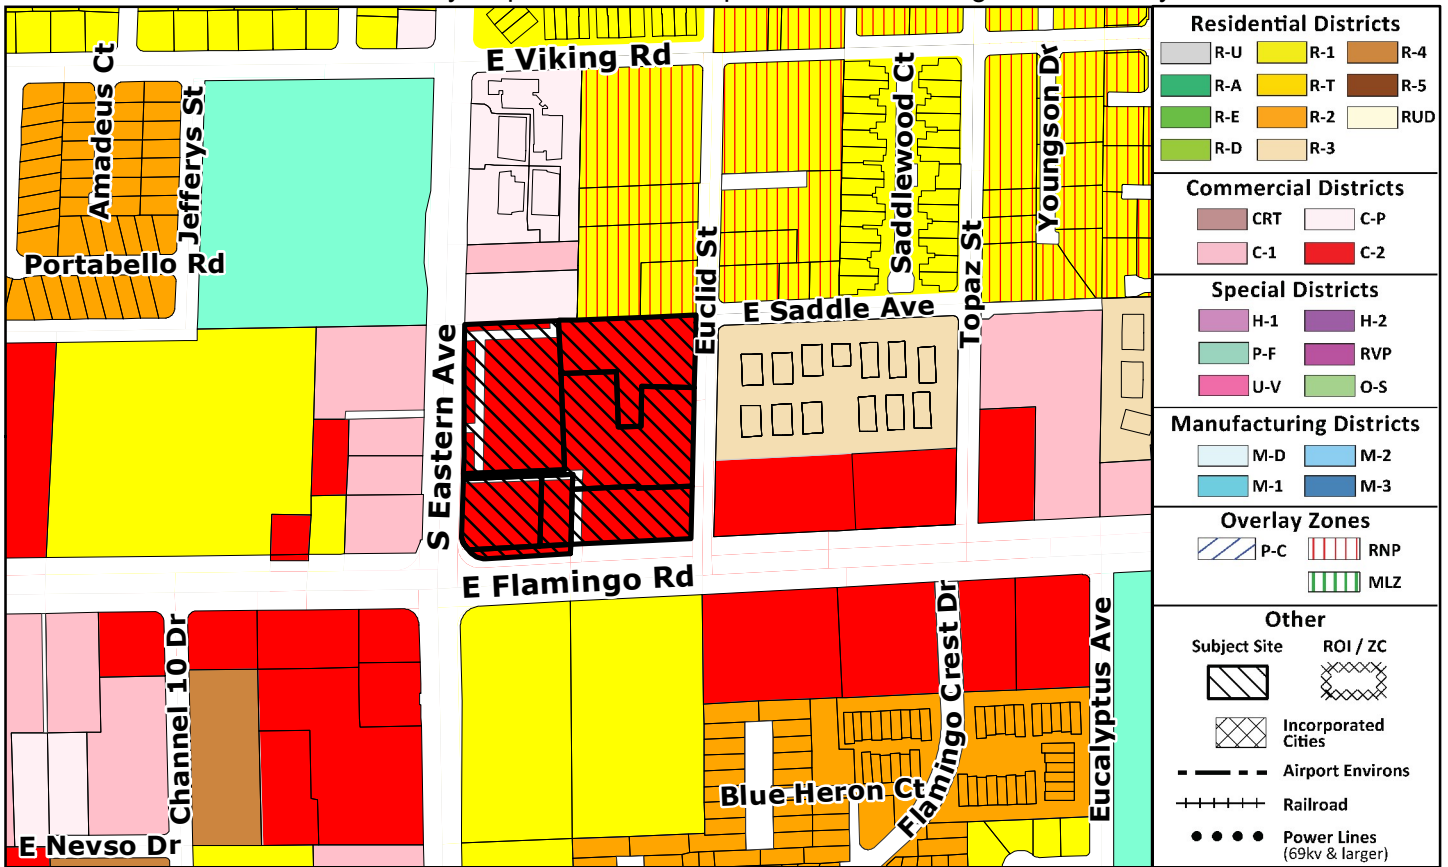 E Viking Rd
Amadeus Ct
Jefferys St
Saddlewood Ct
Youngson Dr
Portabello Rd
Euclid St
Topaz St
E Saddle Ave
S Eastern Ave
E Flamingo Rd
Channel 10 Dr
Flamingo Crest Dr
Eucalyptus Ave
Blue Heron Ct
E Nevso Dr
Residential Districts
R-U R-1 R-4
R-A R-T R-5
R-E R-2 RUD
R-D R-3
Commercial Districts
CRT C-P
C-1 C-2
Special Districts
H-1 H-2
P-F RVP
U-V O-S
Manufacturing Districts
M-D M-2
M-1 M-3
Overlay Zones
P-C RNP
MLZ
Other
Subject Site ROI / ZC
Incorporated
Cities
Airport Environs
Railroad
Power Lines
(69kv & larger)